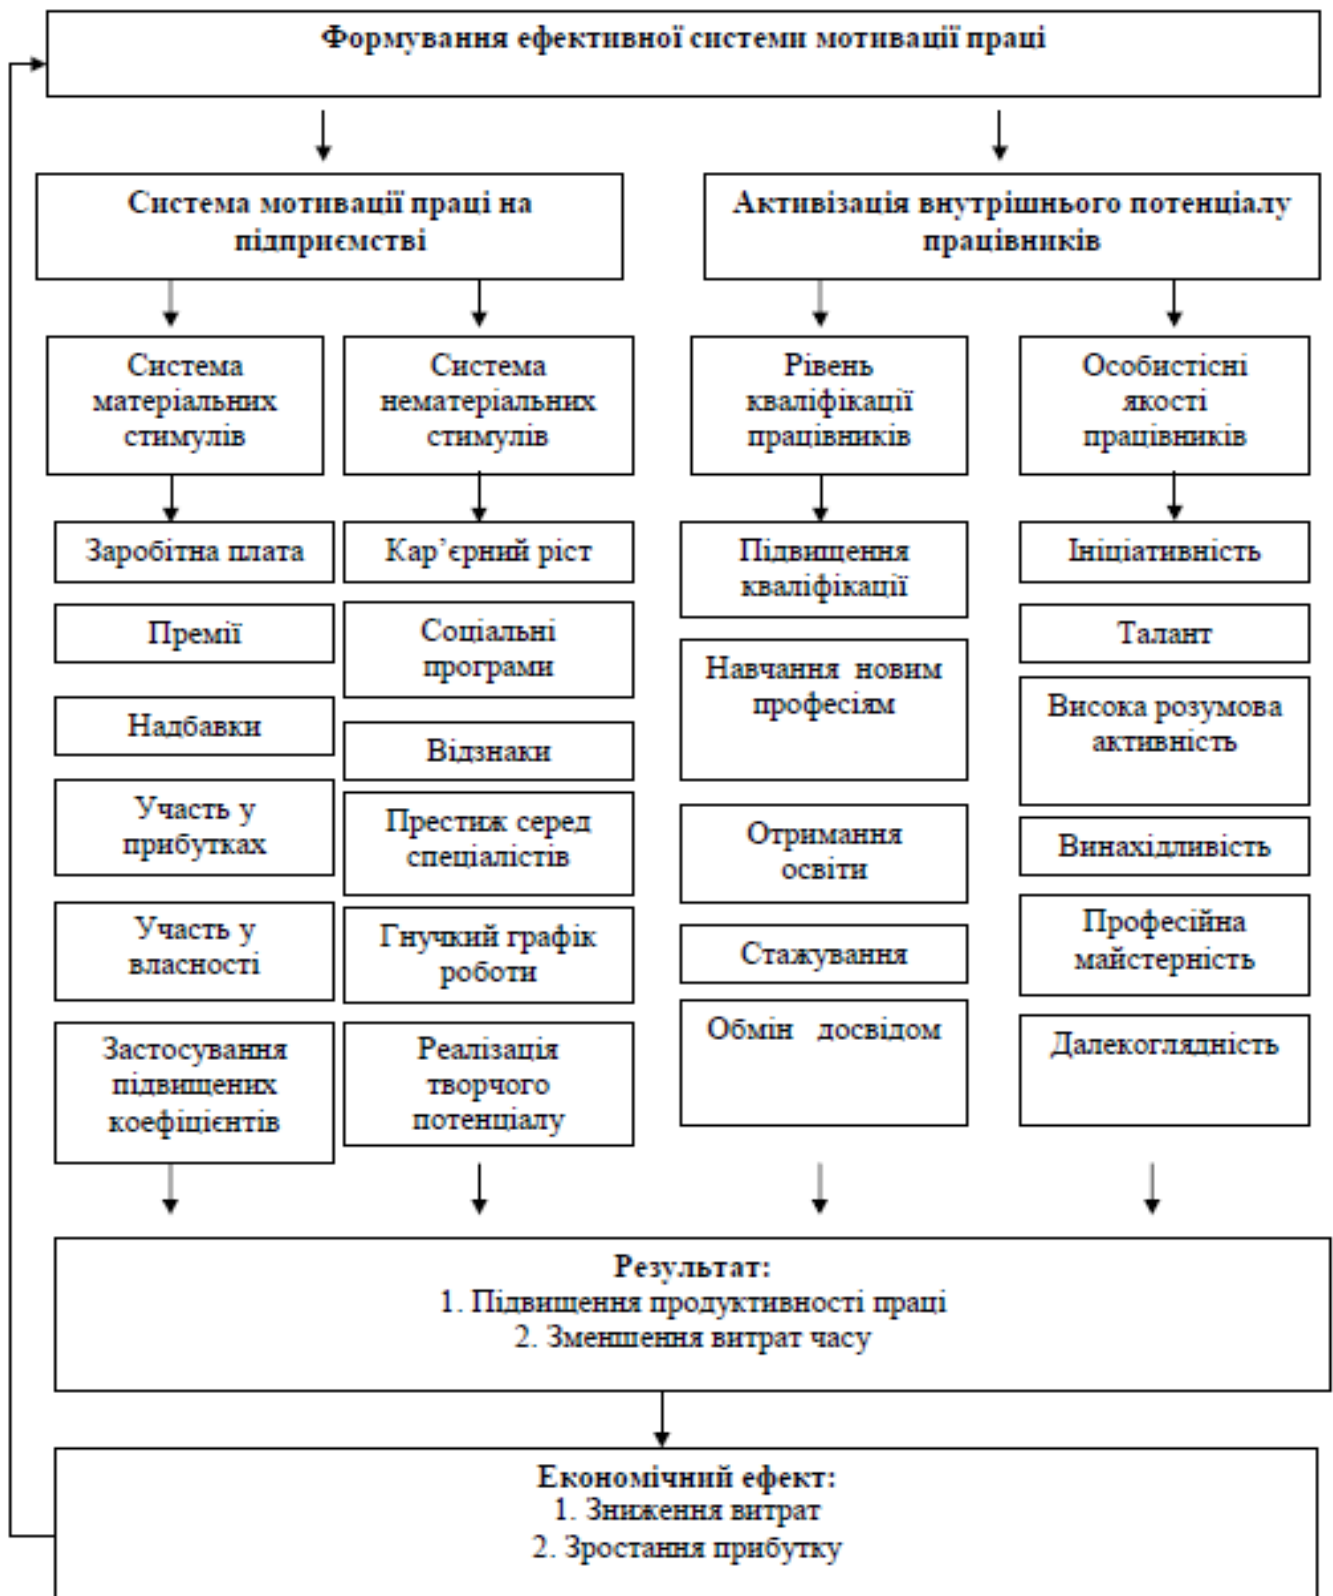 Формування ефективної системи мотивації праці
Система мотивації праці на
підприємстві
Активізація внутрішнього потенціалу
працівників
Система
матеріальних
стимулів
Система
нематеріальних
стимулів
Рівень
кваліфікації
працівників
Особистісні
якості
працівників
Заробітна плата
Премії
Надбавки
Участь у
прибутках
Участь у
власності
Застосування
підвищених
коефіцієнтів
Кар’єрний ріст
Соціальні
програми
Відзнаки
Престиж серед
спеціалістів
Гнучкий графік
роботи
Реалізація
творчого
потенціалу
Підвищення
кваліфікації
Навчання новим
професіям
Отримання
освіти
Стажування
Обмін досвідом
Ініціативність
Талант
Висока розумова
активність
Винахідливість
Професійна
майстерність
Далекоглядність
Результат:
1. Підвищення продуктивності праці
2. Зменшення витрат часу
Економічний ефект:
1. Зниження витрат
2. Зростання прибутку